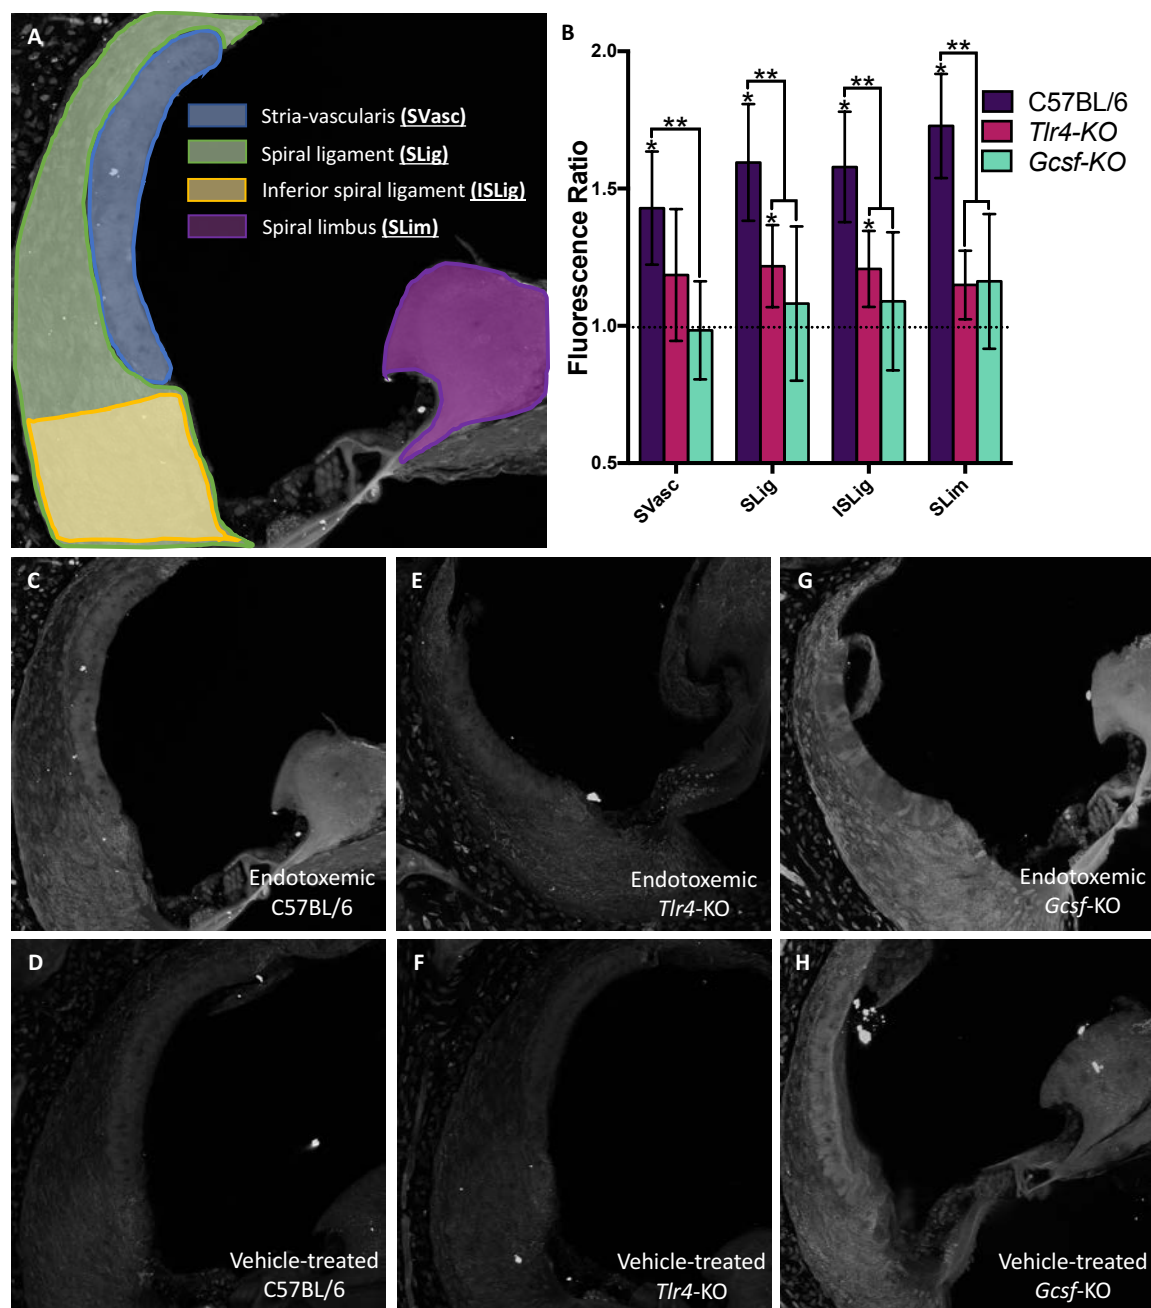 A
Stria-vascularis (SVasc)
Spiral ligament (SLig)
Inferior spiral ligament (ISLig)
Spiral limbus (SLim)
B
Fluorescence Ratio
2.0
1.5
1.0
0.5
**
*
**
*
*
**
*
*
**
*
C57BL/6
Tlr4-KO
Gcsf-KO
SVasc
SLig
ISLig
SLim
C
Endotoxemic
C57BL/6
E
Endotoxemic
Tlr4-KO
G
Endotoxemic
Gcsf-KO
D
Vehicle-treated
C57BL/6
F
Vehicle-treated
Tlr4-KO
H
Vehicle-treated
Gcsf-KO